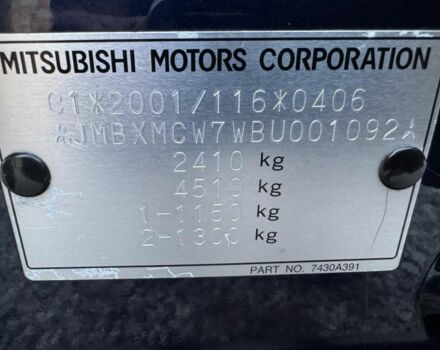 MITSUBISHI MOTORS CORPORATION
C1*2001/116*0406
JMBXMCW7WBU001092
2410 kg
4510 kg
1-1150 kg
2-1300 kg
PART NO. 7430A391